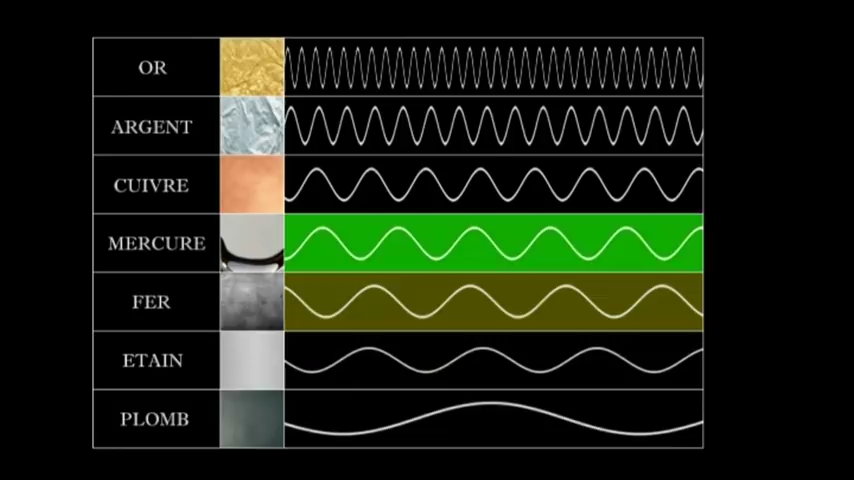 OR
ARGENT
CUIVRE
MERCURE
FER
ETAIN
PLOMB